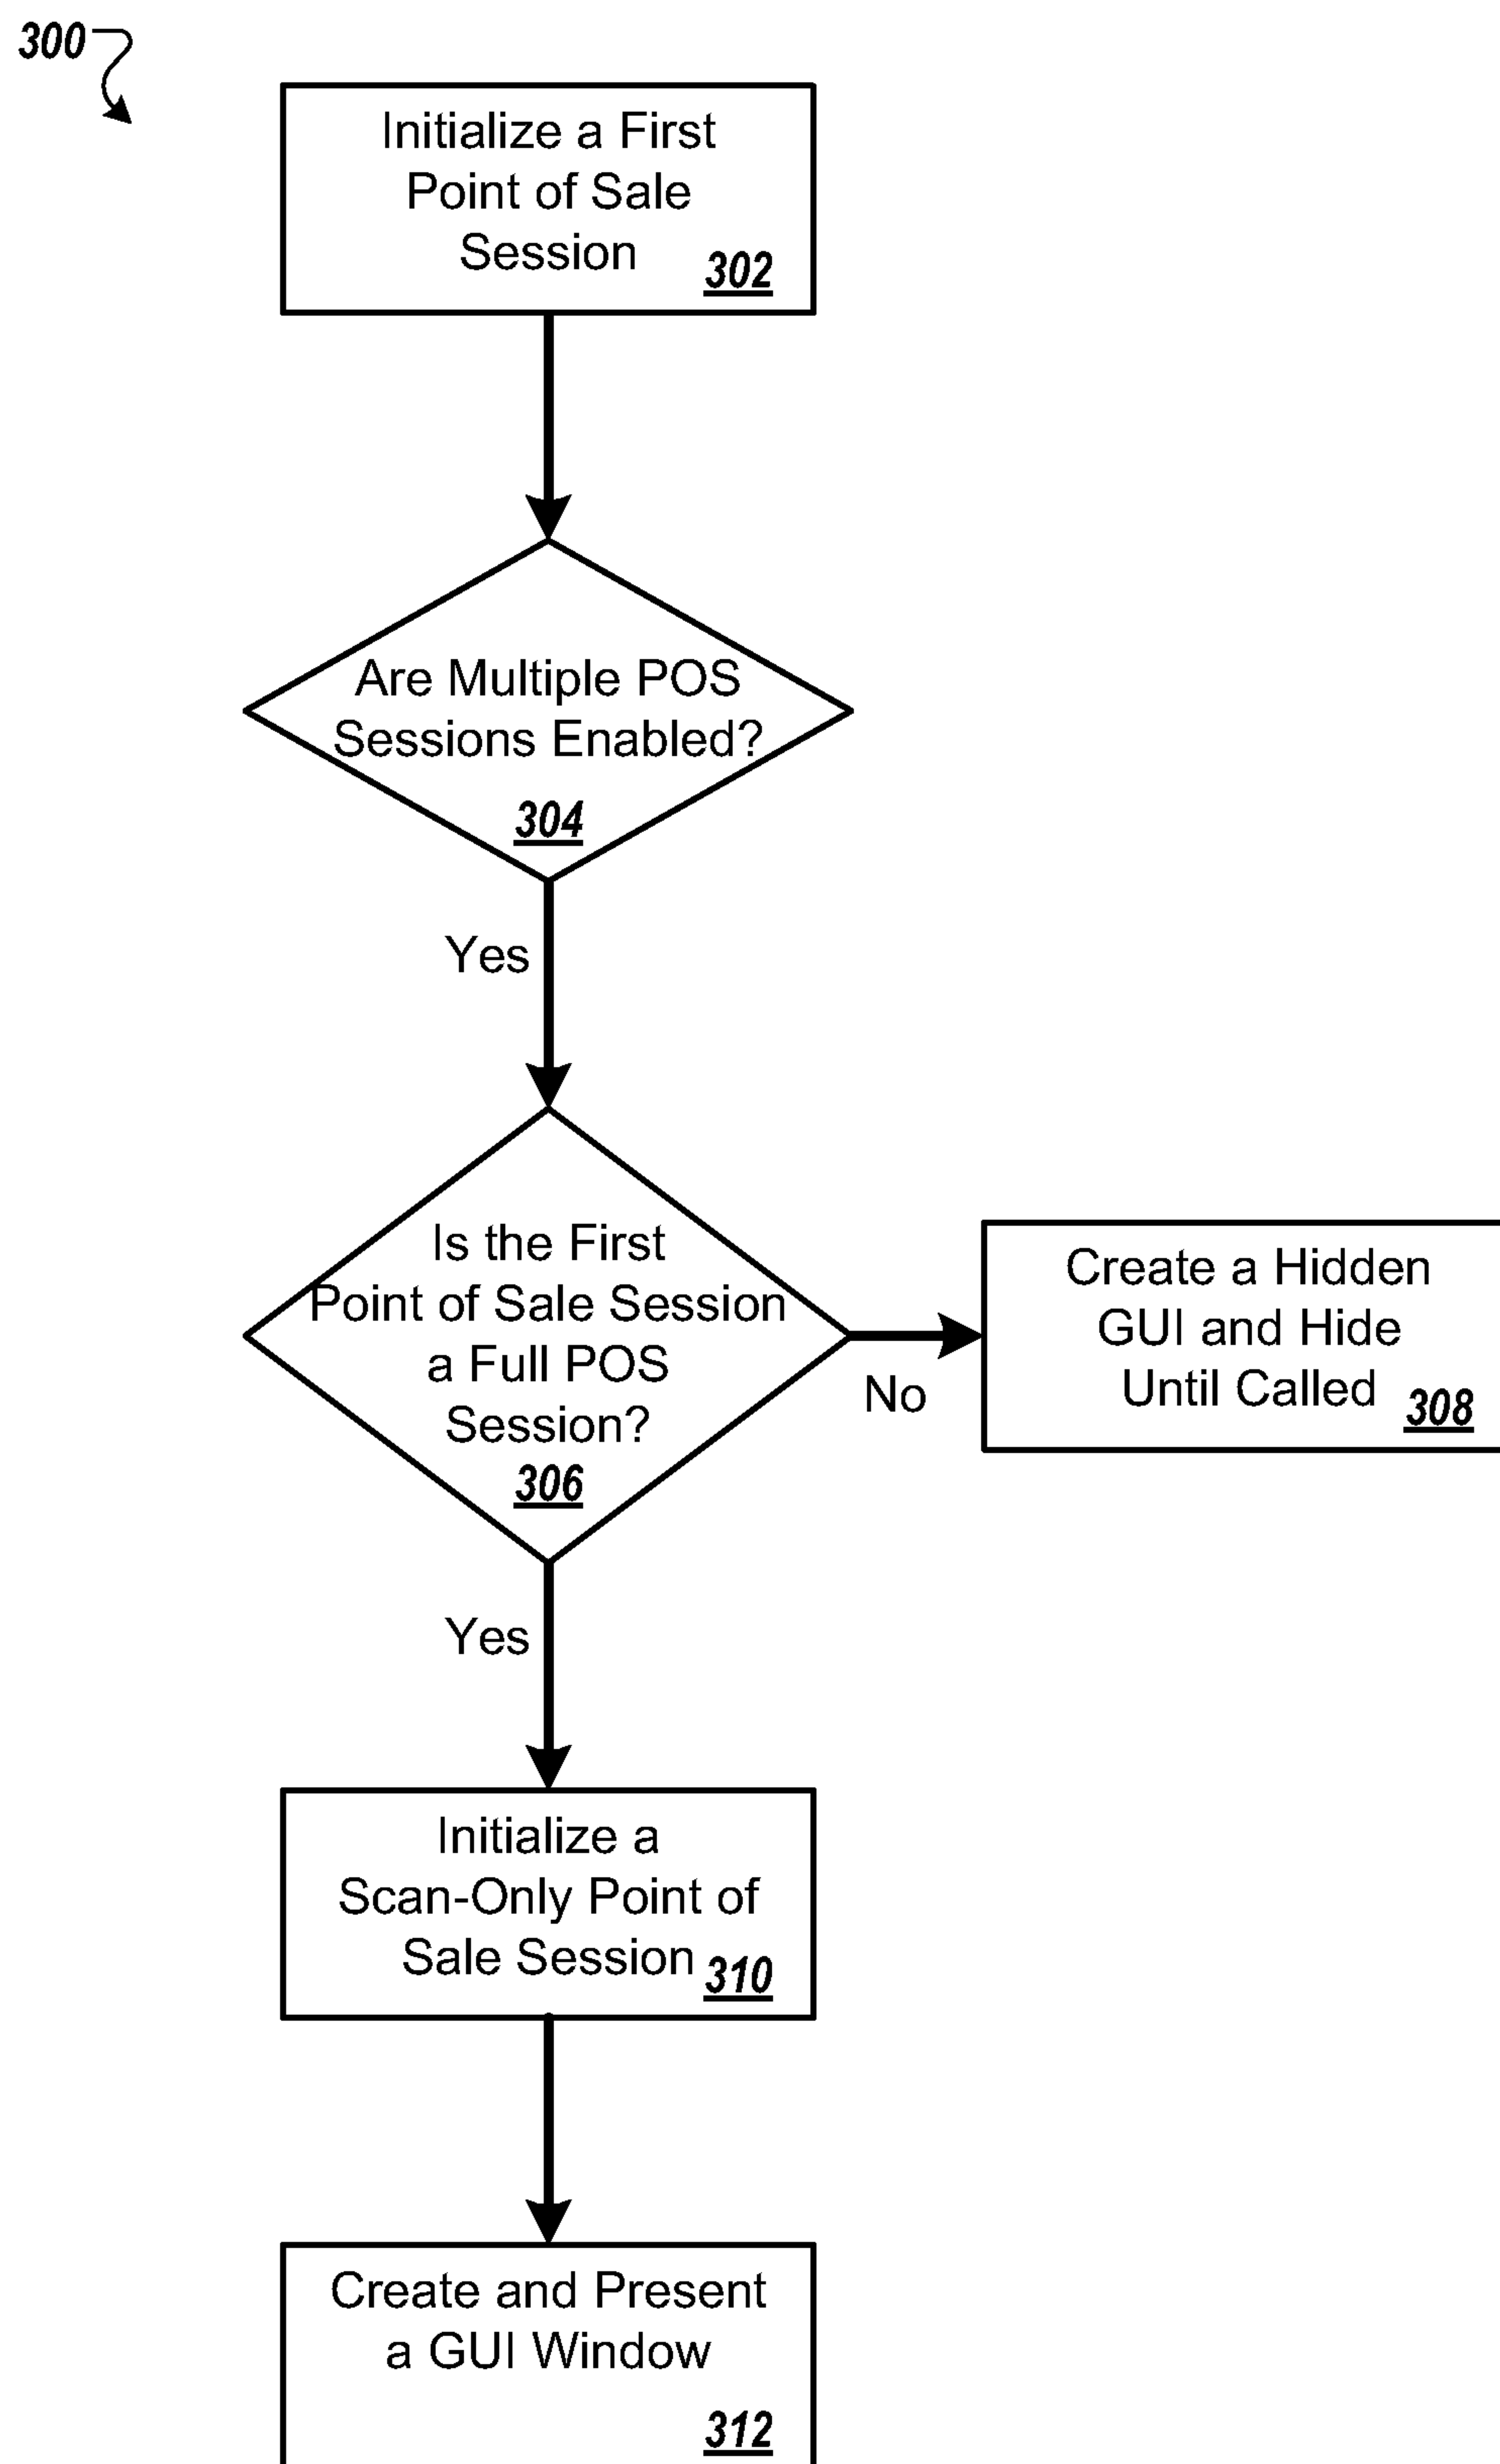 300
Initialize a First
Point of Sale
Session
302
Are Multiple POS
Sessions Enabled?
304
Yes
Is the First
Point of Sale Session
a Full POS
Session?
306
No
Create a Hidden
GUI and Hide
Until Called
308
Yes
Initialize a
Scan-Only Point of
Sale Session
310
Create and Present
a GUI Window
312